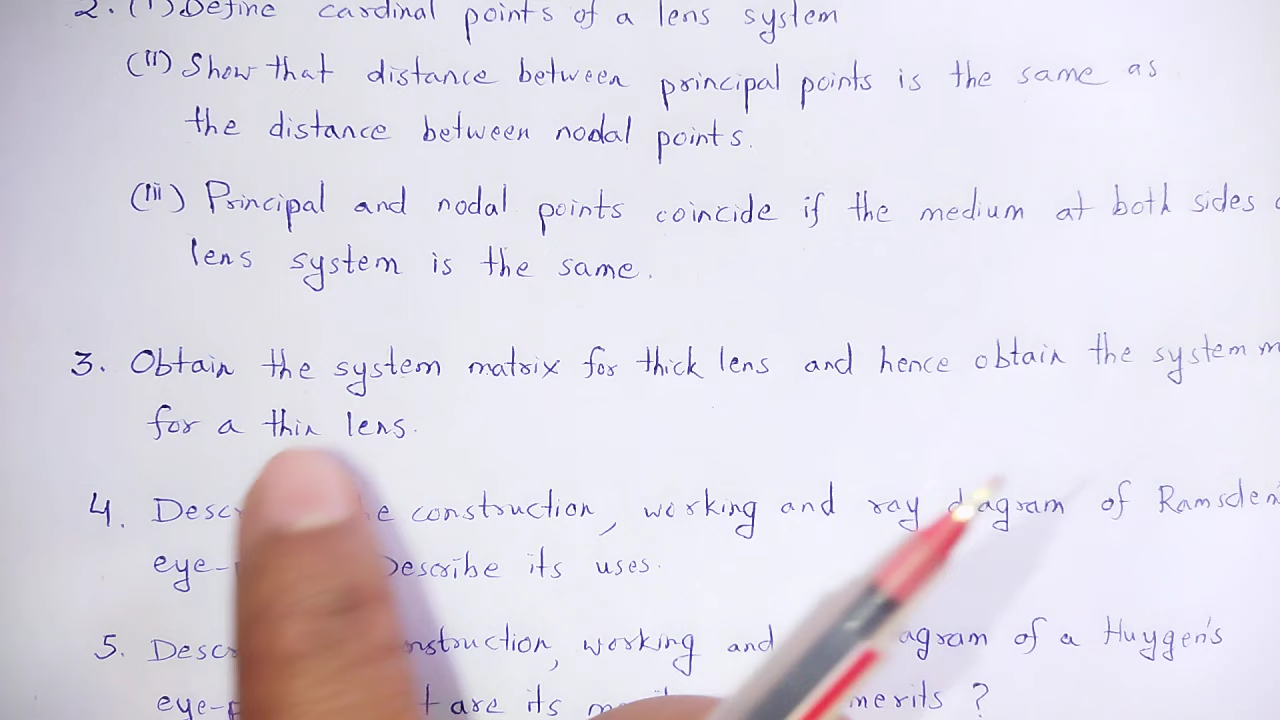 2. (i) Define cardinal points of a lens system
(ii) Show that distance between principal points is the same as
the distance between nodal points.
(iii) Principal and nodal points coincide if the medium at both sides
lens system is the same.
3. Obtain the system matrix for thick lens and hence obtain the system
for a thin lens.
4. construction, working and ray diagram of Ramsden's
eye- Describe its uses.
5. working and of a Huygen's
eye- are its merits ?